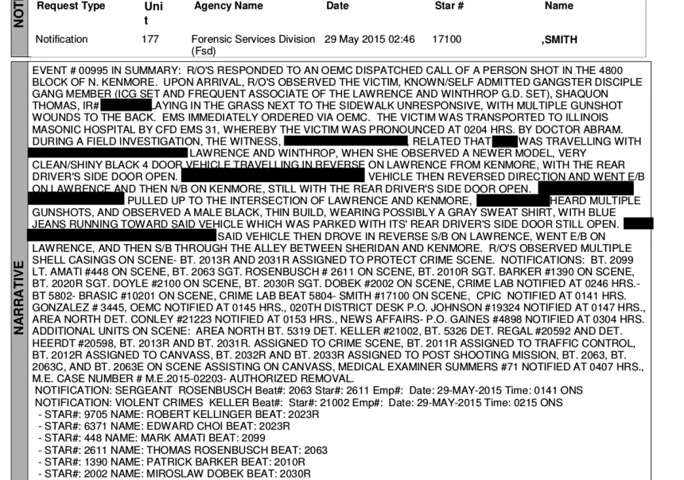 Request Type Uni Agency Name Date Star # Name
t
Notification 177 Forensic Services Division 29 May 2015 02:46 17100 ,SMITH
(Fsd)
NOTI
NARRATIVE
EVENT # 00995 IN SUMMARY: R/O'S RESPONDED TO AN OEMC DISPATCHED CALL OF A PERSON SHOT IN THE 4800
BLOCK OF N. KENMORE. UPON ARRIVAL, R/O'S OBSERVED THE VICTIM, KNOWN/SELF ADMITTED GANGSTER DISCIPLE
GANG MEMBER (ICG SET AND FREQUENT ASSOCIATE OF THE LAWRENCE AND WINTHROP G.D. SET), SHAQUON
THOMAS, IR# LAYING IN THE GRASS NEXT TO THE SIDEWALK UNRESPONSIVE, WITH MULTIPLE GUNSHOT
WOUNDS TO THE BACK. EMS IMMEDIATELY ORDERED VIA OEMC. THE VICTIM WAS TRANSPORTED TO ILLINOIS
MASONIC HOSPITAL BY CFD EMS 31, WHEREBY THE VICTIM WAS PRONOUNCED AT 0204 HRS. BY DOCTOR ABRAM.
DURING A FIELD INVESTIGATION, THE WITNESS, , RELATED THAT WAS TRAVELLING WITH
LAWRENCE AND WINTHROP, WHEN SHE OBSERVED A NEWER MODEL, VERY
CLEAN/SHINY BLACK 4 DOOR VEHICLE TRAVELLING IN REVERSE ON LAWRENCE FROM KENMORE, WITH THE REAR
DRIVER'S SIDE DOOR OPEN. VEHICLE THEN REVERSED DIRECTION AND WENT E/B
ON LAWRENCE AND THEN N/B ON KENMORE, STILL WITH THE REAR DRIVER'S SIDE DOOR OPEN.
PULLED UP TO THE INTERSECTION OF LAWRENCE AND KENMORE, HEARD MULTIPLE
GUNSHOTS, AND OBSERVED A MALE BLACK, THIN BUILD, WEARING POSSIBLY A GRAY SWEAT SHIRT, WITH BLUE
JEANS RUNNING TOWARD SAID VEHICLE WHICH WAS PARKED WITH ITS' REAR DRIVER'S SIDE DOOR STILL OPEN.
SAID VEHICLE THEN DROVE IN REVERSE S/B ON LAWRENCE, WENT E/B ON
LAWRENCE, AND THEN S/B THROUGH THE ALLEY BETWEEN SHERIDAN AND KENMORE. R/O'S OBSERVED MULTIPLE
SHELL CASINGS ON SCENE- BT. 2013R AND 2031R ASSIGNED TO PROTECT CRIME SCENE. NOTIFICATIONS: BT. 2099
LT. AMATI #448 ON SCENE, BT. 2063 SGT. ROSENBUSCH # 2611 ON SCENE, BT. 2010R SGT. BARKER #1390 ON SCENE,
BT. 2020R SGT. DOYLE #2100 ON SCENE, BT. 2030R SGT. DOBEK #2002 ON SCENE, CRIME LAB NOTIFIED AT 0246 HRS.-
BT 5802- BRASIC #10201 ON SCENE, CRIME LAB BEAT 5804- SMITH #17100 ON SCENE, CPIC NOTIFIED AT 0141 HRS.
GONZALEZ # 3445, OEMC NOTIFIED AT 0145 HRS., 020TH DISTRICT DESK P.O. JOHNSON #19324 NOTIFIED AT 0147 HRS.,
AREA NORTH DET. CONLEY #21223 NOTIFIED AT 0153 HRS., NEWS AFFAIRS- P.O. GAINES #4898 NOTIFIED AT 0304 HRS.
ADDITIONAL UNITS ON SCENE: AREA NORTH BT. 5319 DET. KELLER #21002, BT. 5326 DET. REGAL #20592 AND DET.
HEERDT #20598, BT. 2013R AND BT. 2031R. ASSIGNED TO CRIME SCENE, BT. 2011R ASSIGNED TO TRAFFIC CONTROL,
BT. 2012R ASSIGNED TO CANVASS, BT. 2032R AND BT. 2033R ASSIGNED TO POST SHOOTING MISSION, BT. 2063, BT.
2063C, AND BT. 2063E ON SCENE ASSISTING ON CANVASS, MEDICAL EXAMINER SUMMERS #71 NOTIFIED AT 0407 HRS.,
M.E. CASE NUMBER # M.E.2015-02203- AUTHORIZED REMOVAL.
NOTIFICATION: SERGEANT ROSENBUSCH Beat#: 2063 Star#: 2611 Emp#: Date: 29-MAY-2015 Time: 0141 ONS
NOTIFICATION: VIOLENT CRIMES KELLER Beat#: Star#: 21002 Emp#: Date: 29-MAY-2015 Time: 0215 ONS
- STAR#: 9705 NAME: ROBERT KELLINGER BEAT: 2023R
- STAR#: 6371 NAME: EDWARD CHOI BEAT: 2023R
- STAR#: 448 NAME: MARK AMATI BEAT: 2099
- STAR#: 2611 NAME: THOMAS ROSENBUSCH BEAT: 2063
- STAR#: 1390 NAME: PATRICK BARKER BEAT: 2010R
- STAR#: 2002 NAME: MIROSLAW DOBEK BEAT: 2030R